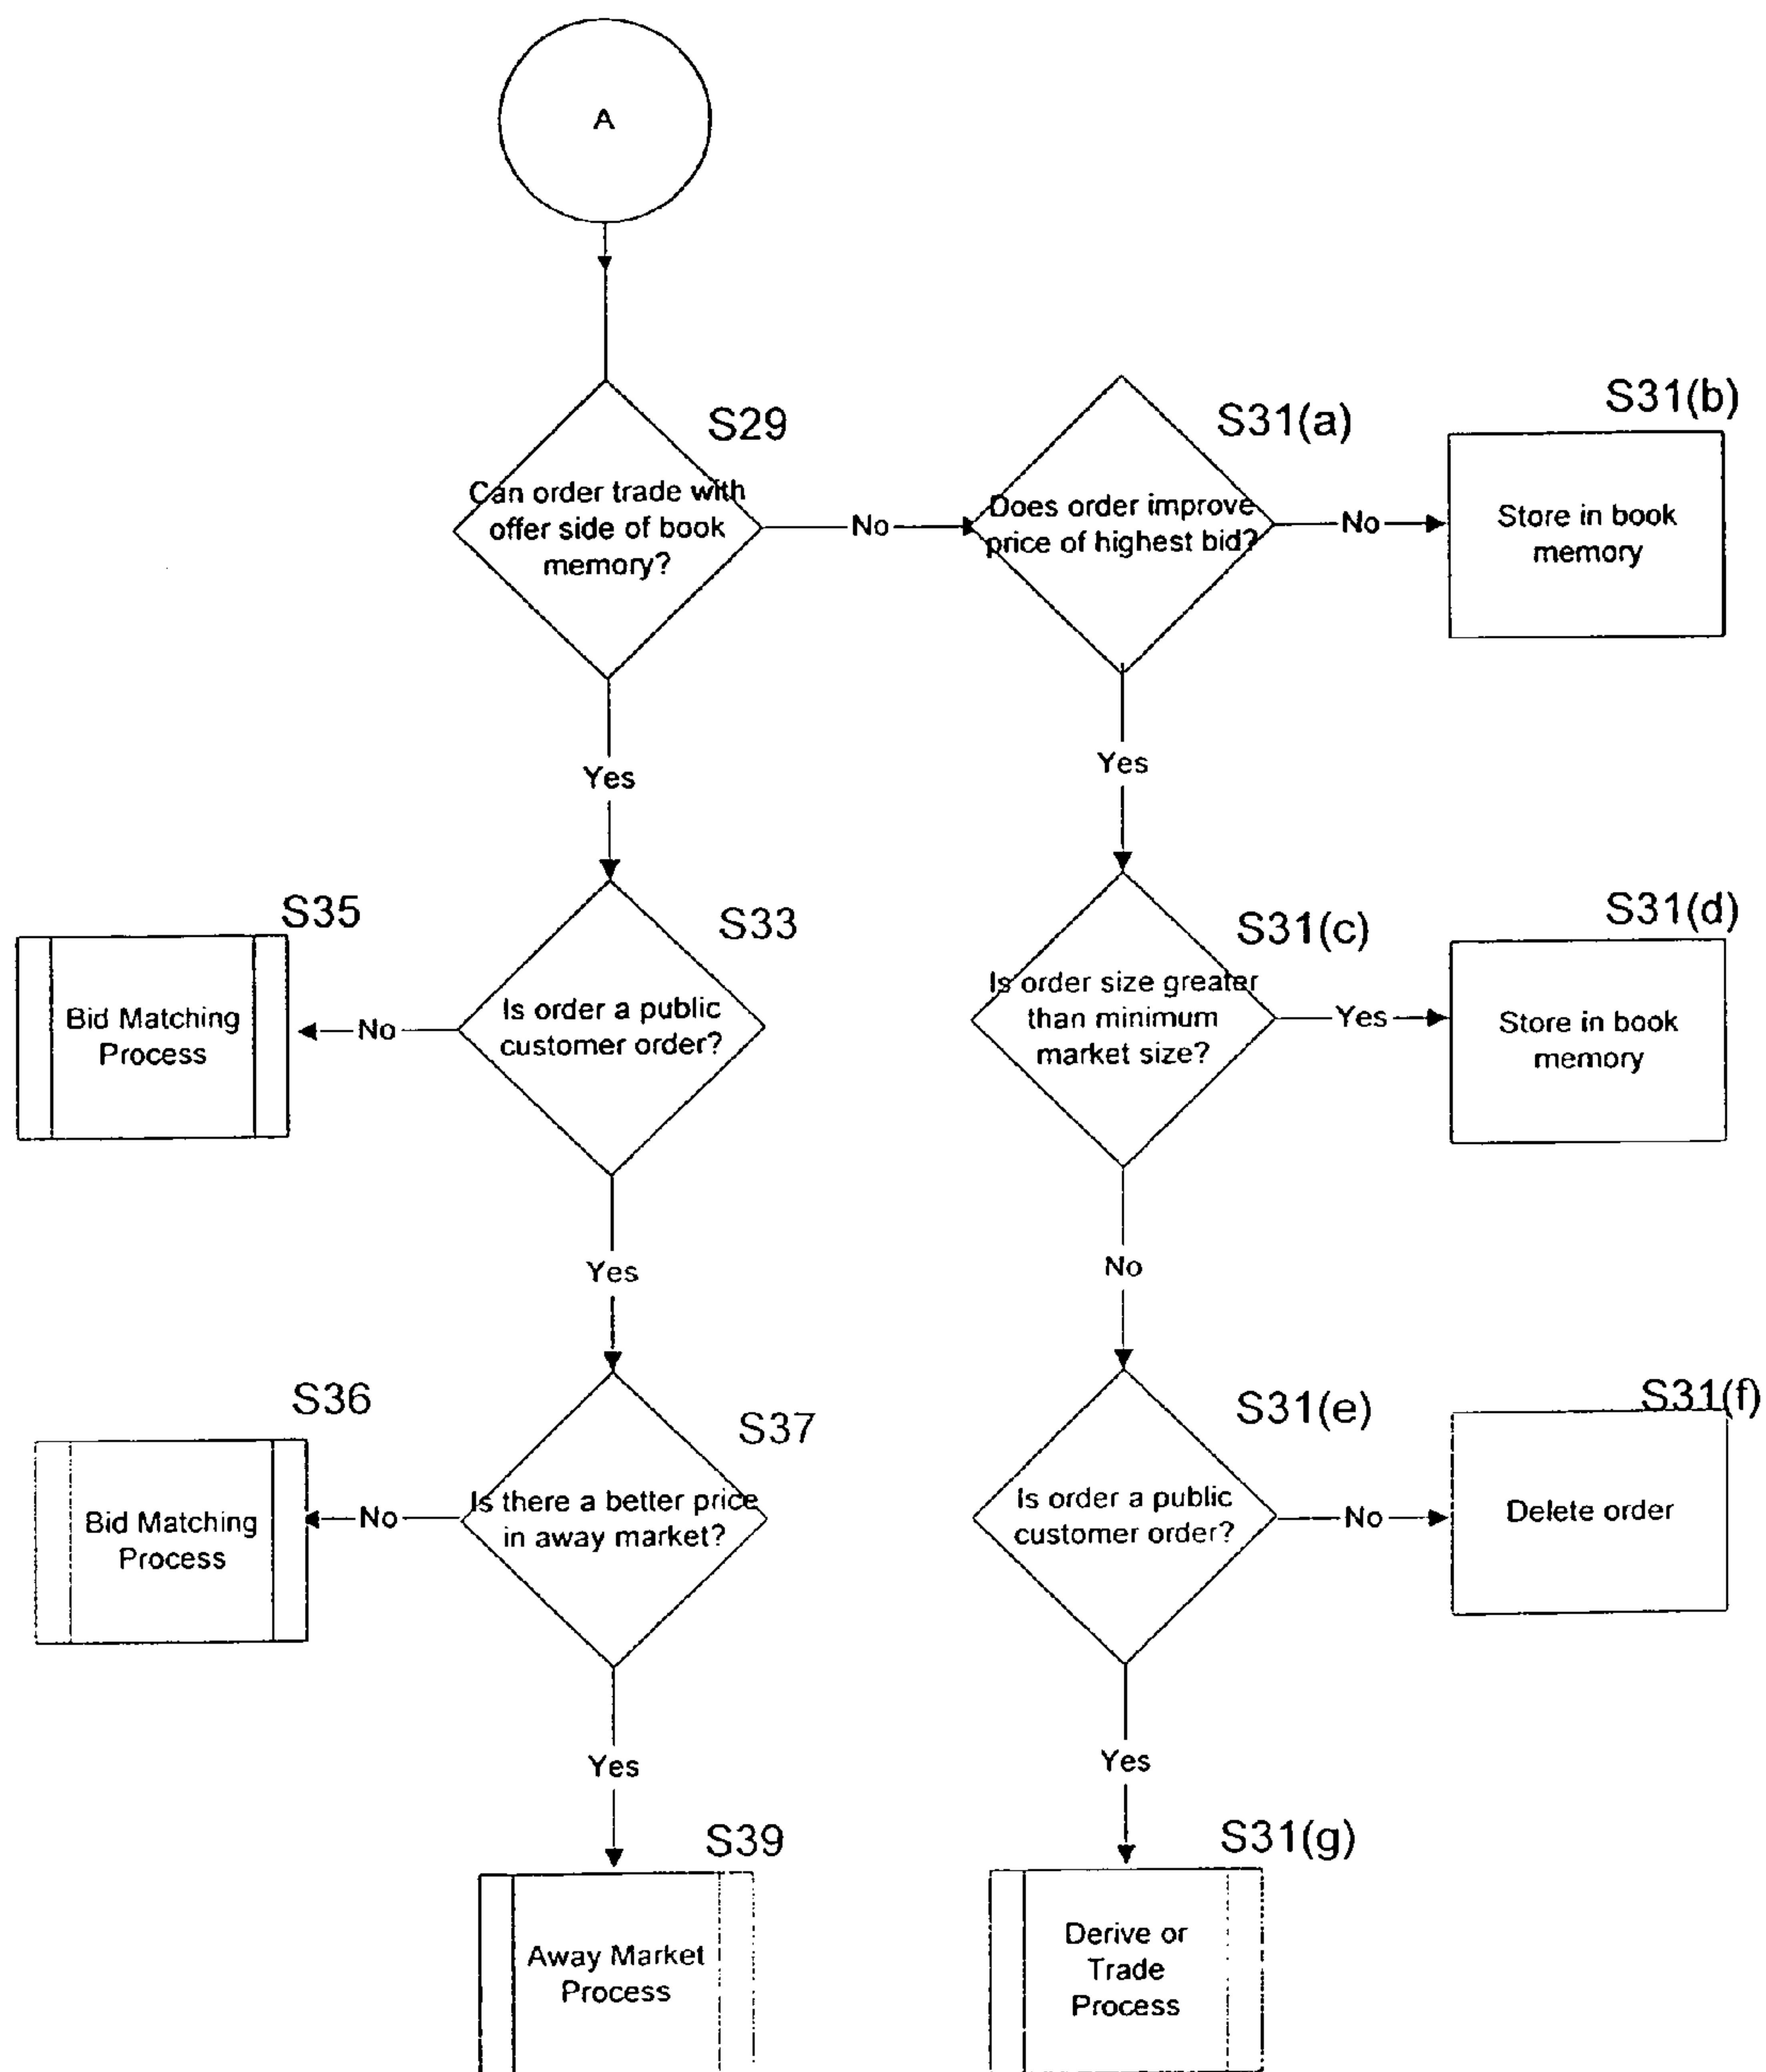 A
S29
Can order trade with
offer side of book
memory?
No
S31(a)
Does order improve
price of highest bid?
No
S31(b)
Store in book
memory
Yes
Yes
S35
Bid Matching
Process
No
S33
Is order a public
customer order?
S31(c)
Is order size greater
than minimum
market size?
Yes
S31(d)
Store in book
memory
Yes
No
S36
Bid Matching
Process
No
S37
Is there a better price
in away market?
S31(e)
Is order a public
customer order?
No
S31(f)
Delete order
Yes
Yes
S39
Away Market
Process
S31(g)
Derive or
Trade
Process